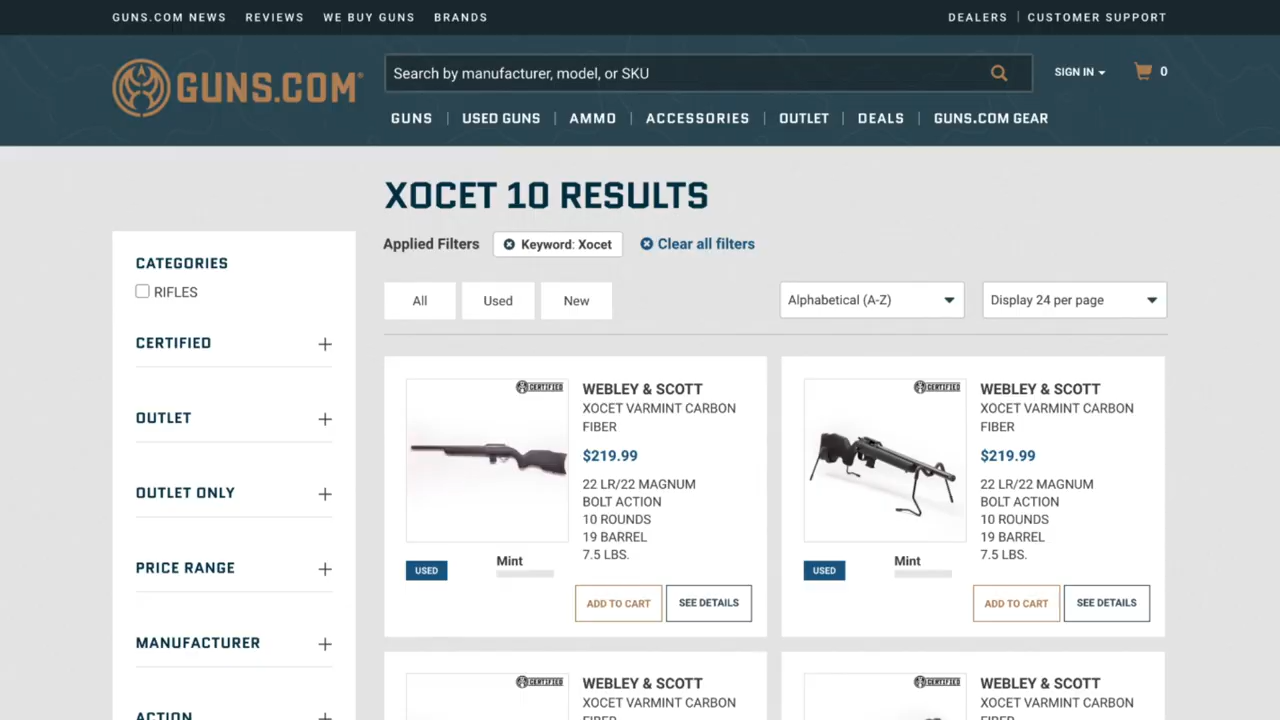 GUNS.COM NEWS REVIEWS WE BUY GUNS BRANDS DEALERS | CUSTOMER SUPPORT
GUNS.COM®
Search by manufacturer, model, or SKU
SIGN IN 0
GUNS | USED GUNS | AMMO | ACCESSORIES | OUTLET | DEALS | GUNS.COM GEAR
XOCET 10 RESULTS
Applied Filters Keyword: Xocet Clear all filters
CATEGORIES
RIFLES
CERTIFIED
OUTLET
OUTLET ONLY
PRICE RANGE
MANUFACTURER
ACTION
All Used New Alphabetical (A-Z) Display 24 per page
CERTIFIED
WEBLEY & SCOTT
XOCET VARMINT CARBON
FIBER
$219.99
22 LR/22 MAGNUM
BOLT ACTION
10 ROUNDS
19 BARREL
7.5 LBS.
USED
Mint
ADD TO CART SEE DETAILS
CERTIFIED
WEBLEY & SCOTT
XOCET VARMINT CARBON
FIBER
$219.99
22 LR/22 MAGNUM
BOLT ACTION
10 ROUNDS
19 BARREL
7.5 LBS.
USED
Mint
ADD TO CART SEE DETAILS
CERTIFIED
WEBLEY & SCOTT
XOCET VARMINT CARBON
FIBER
CERTIFIED
WEBLEY & SCOTT
XOCET VARMINT CARBON
FIBER